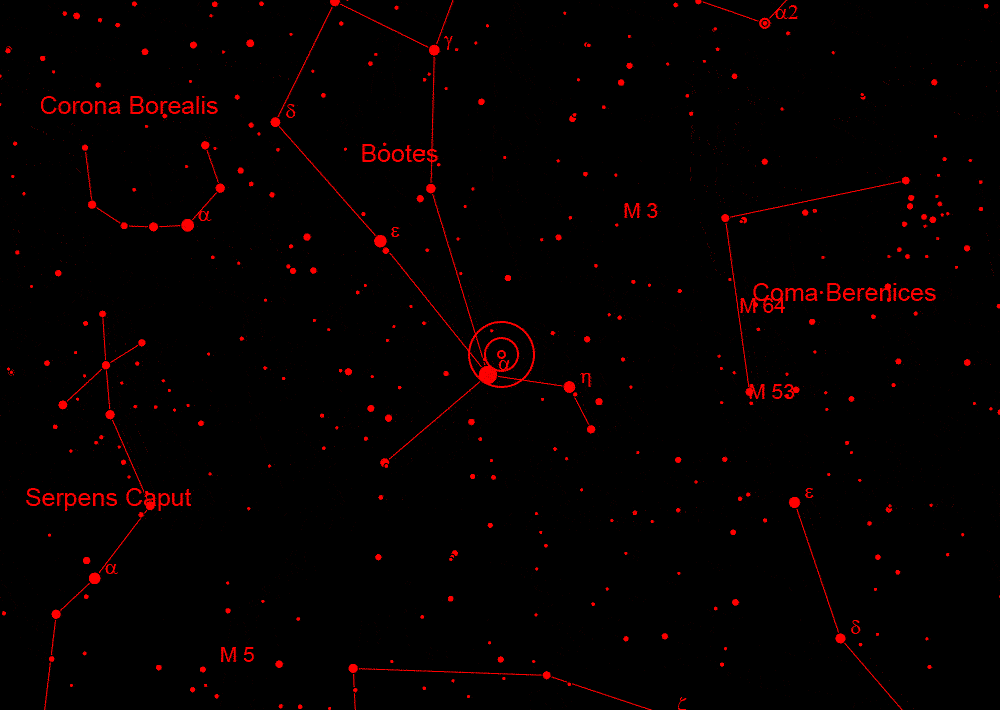 α2
γ
Corona Borealis
δ
Bootes
α
M 3
ε
Coma Berenices
M 64
α
η
M 53
Serpens Caput
ε
α
δ
M 5